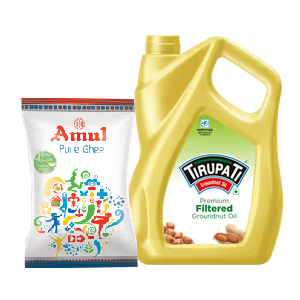 Amul
Pure Ghee
TIRUPATI
Groundnut Oil
Premium
Filtered
Groundnut Oil